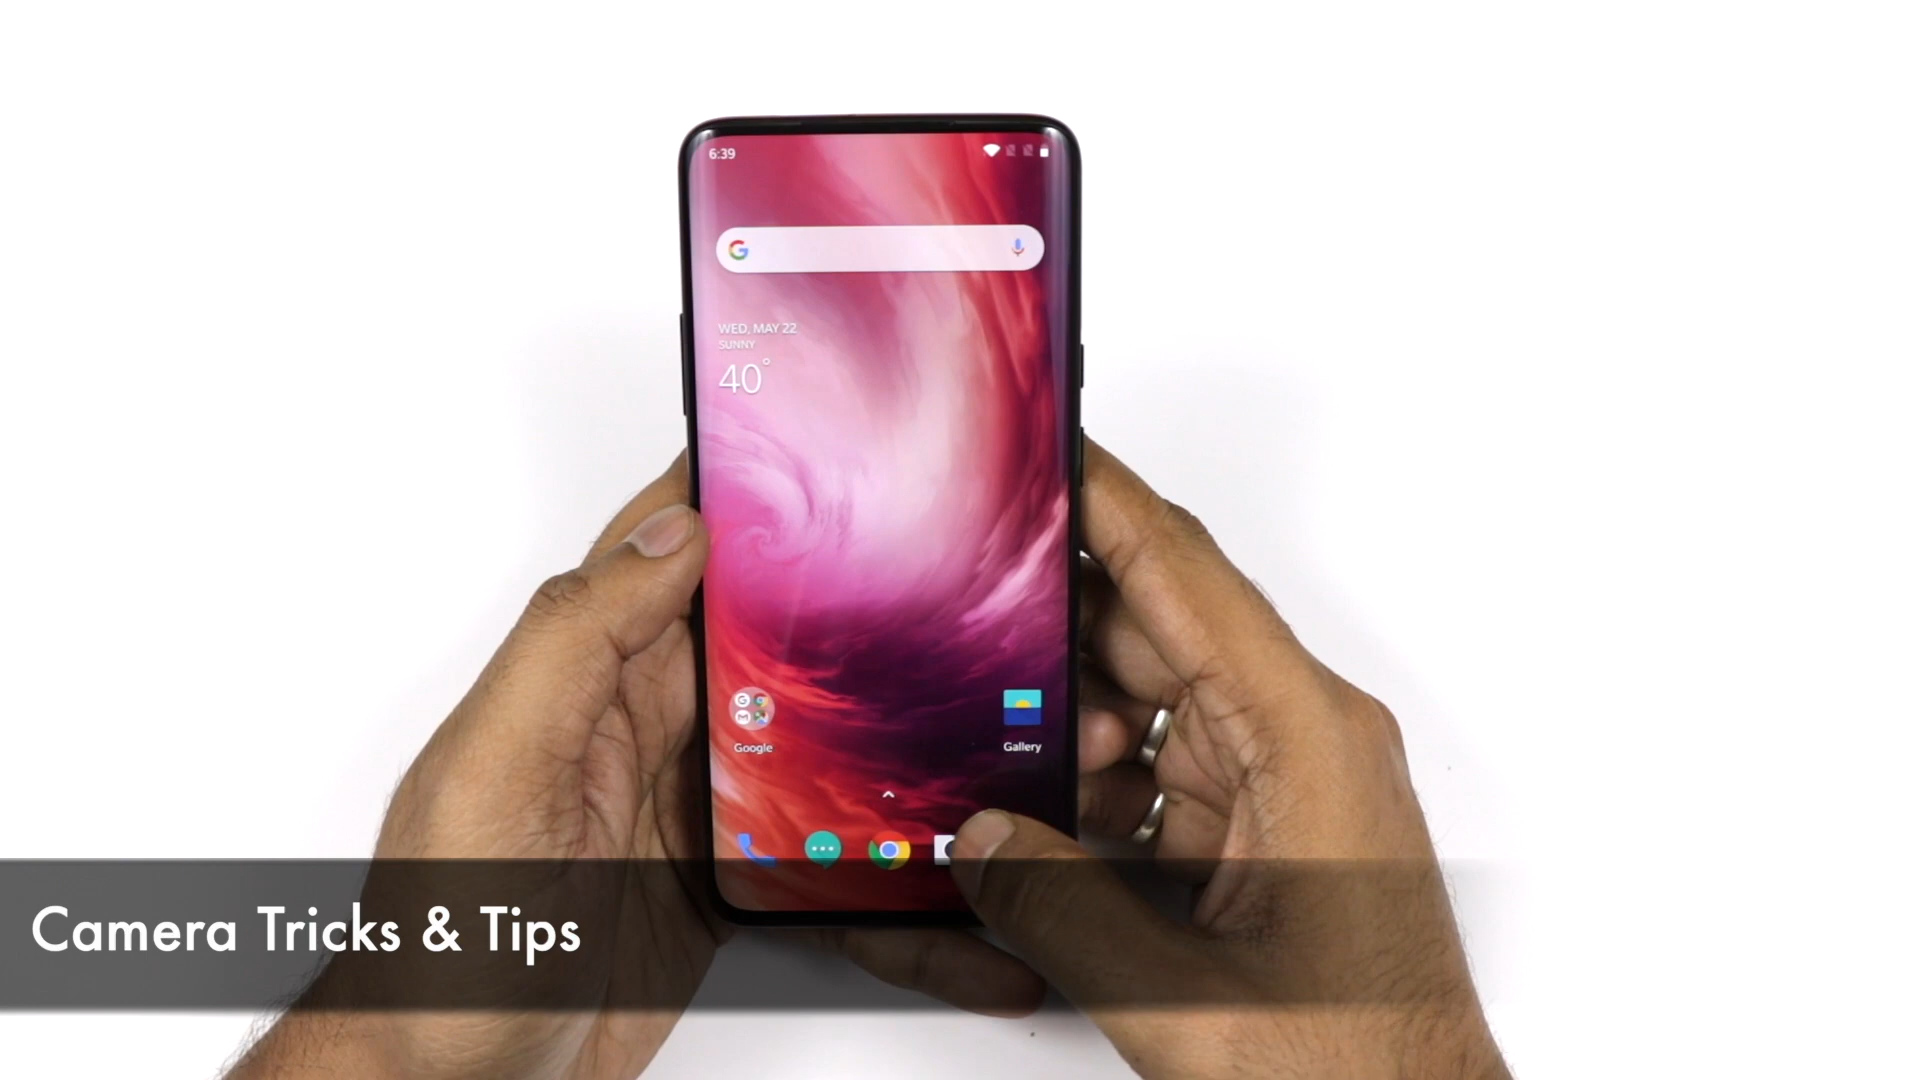 6:39
G
WED, MAY 22
SUNNY
40°
Google
Gallery
Camera Tricks & Tips